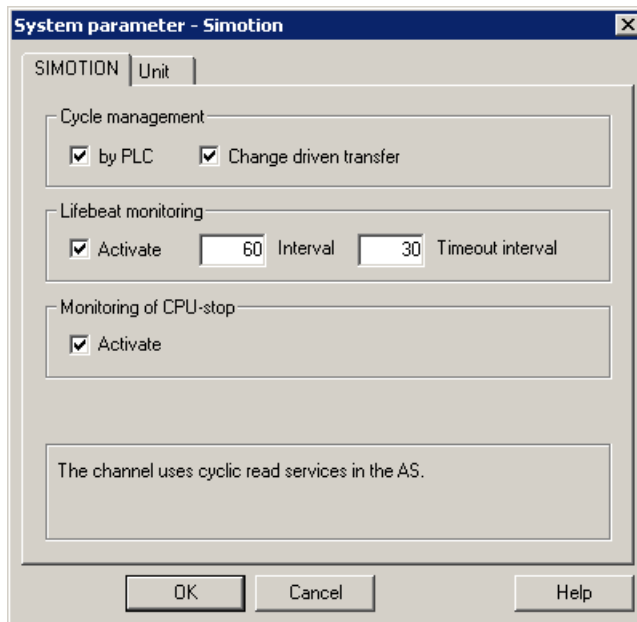 System parameter - Simotion
SIMOTION Unit
Cycle management
by PLC Change driven transfer
Lifebeat monitoring
Activate 60 Interval 30 Timeout interval
Monitoring of CPU-stop
Activate
The channel uses cyclic read services in the AS.
OK Cancel Help